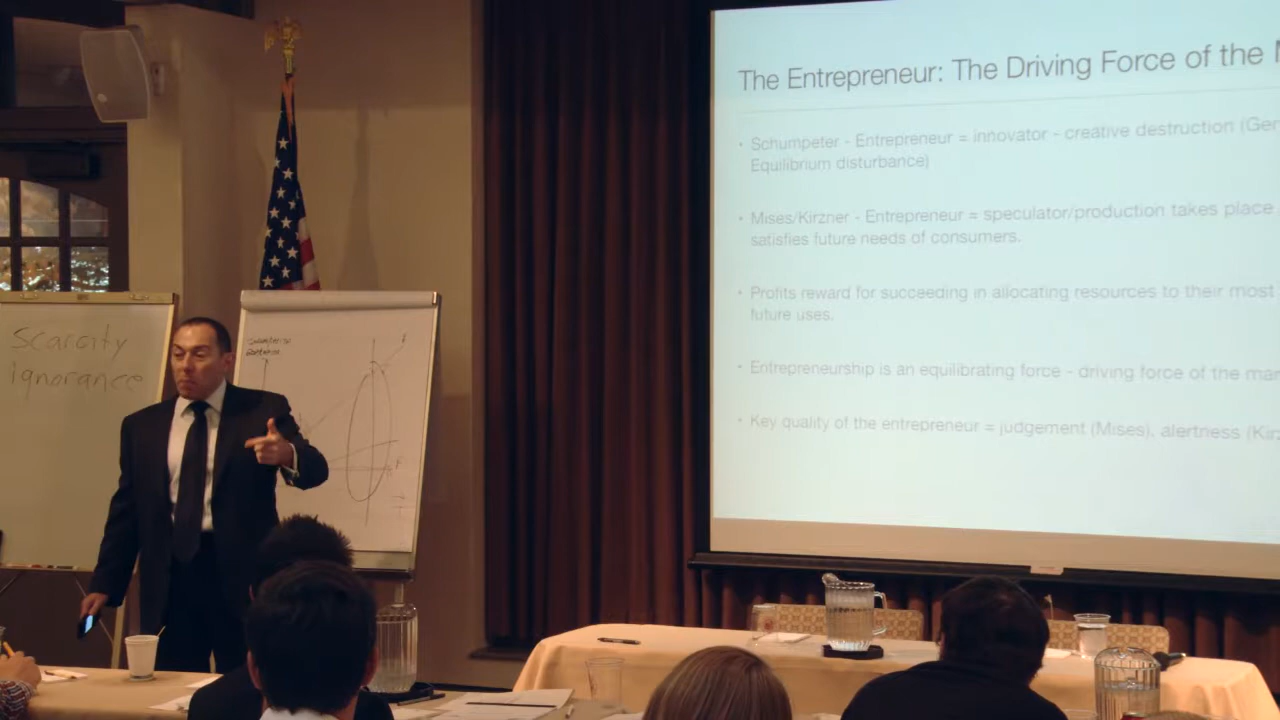 Scarcity
Ignorance
The Entrepreneur: The Driving Force of the
• Schumpeter - Entrepreneur = innovator - creative destruction (Gen
Equilibrium disturbance)
• Mises/Kirzner - Entrepreneur = speculator/production takes place
satisfies future needs of consumers.
• Profits reward for succeeding in allocating resources to their most
future uses.
• Entrepreneurship is an equilibrating force - driving force of the mar
• Key quality of the entrepreneur = judgement (Mises), alertness (Kirz